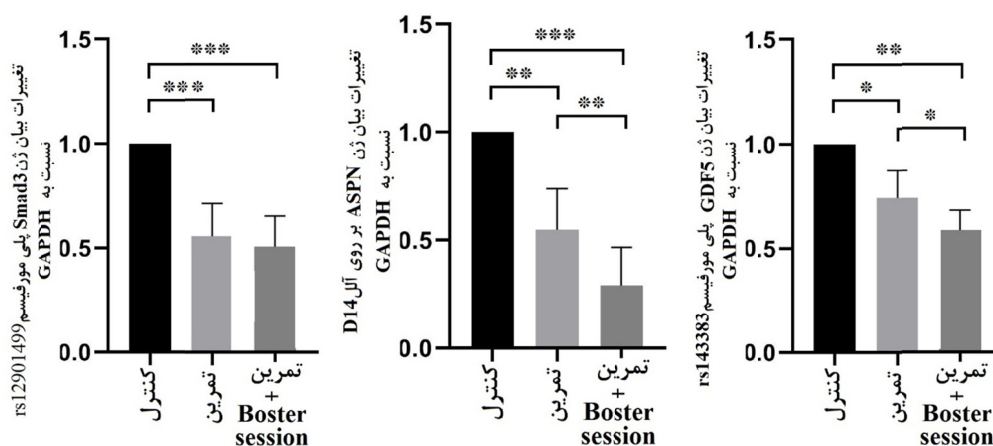 تغییرات بیان ژن Smad3 پلی مورفیسم rs12901499
نسبت به GAPDH
1.5
1.0
0.5
0.0
***
***
کنترل
تمرین
تمرین
+
Boster
session
تغییرات بیان ژن ASPN بر روی آلل D14
نسبت به GAPDH
1.5
1.0
0.5
0.0
***
**
**
کنترل
تمرین
تمرین
+
Boster
session
تغییرات بیان ژن GDF5 پلی مورفیسم rs143383
نسبت به GAPDH
1.5
1.0
0.5
0.0
**
*
*
کنترل
تمرین
تمرین
+
Boster
session